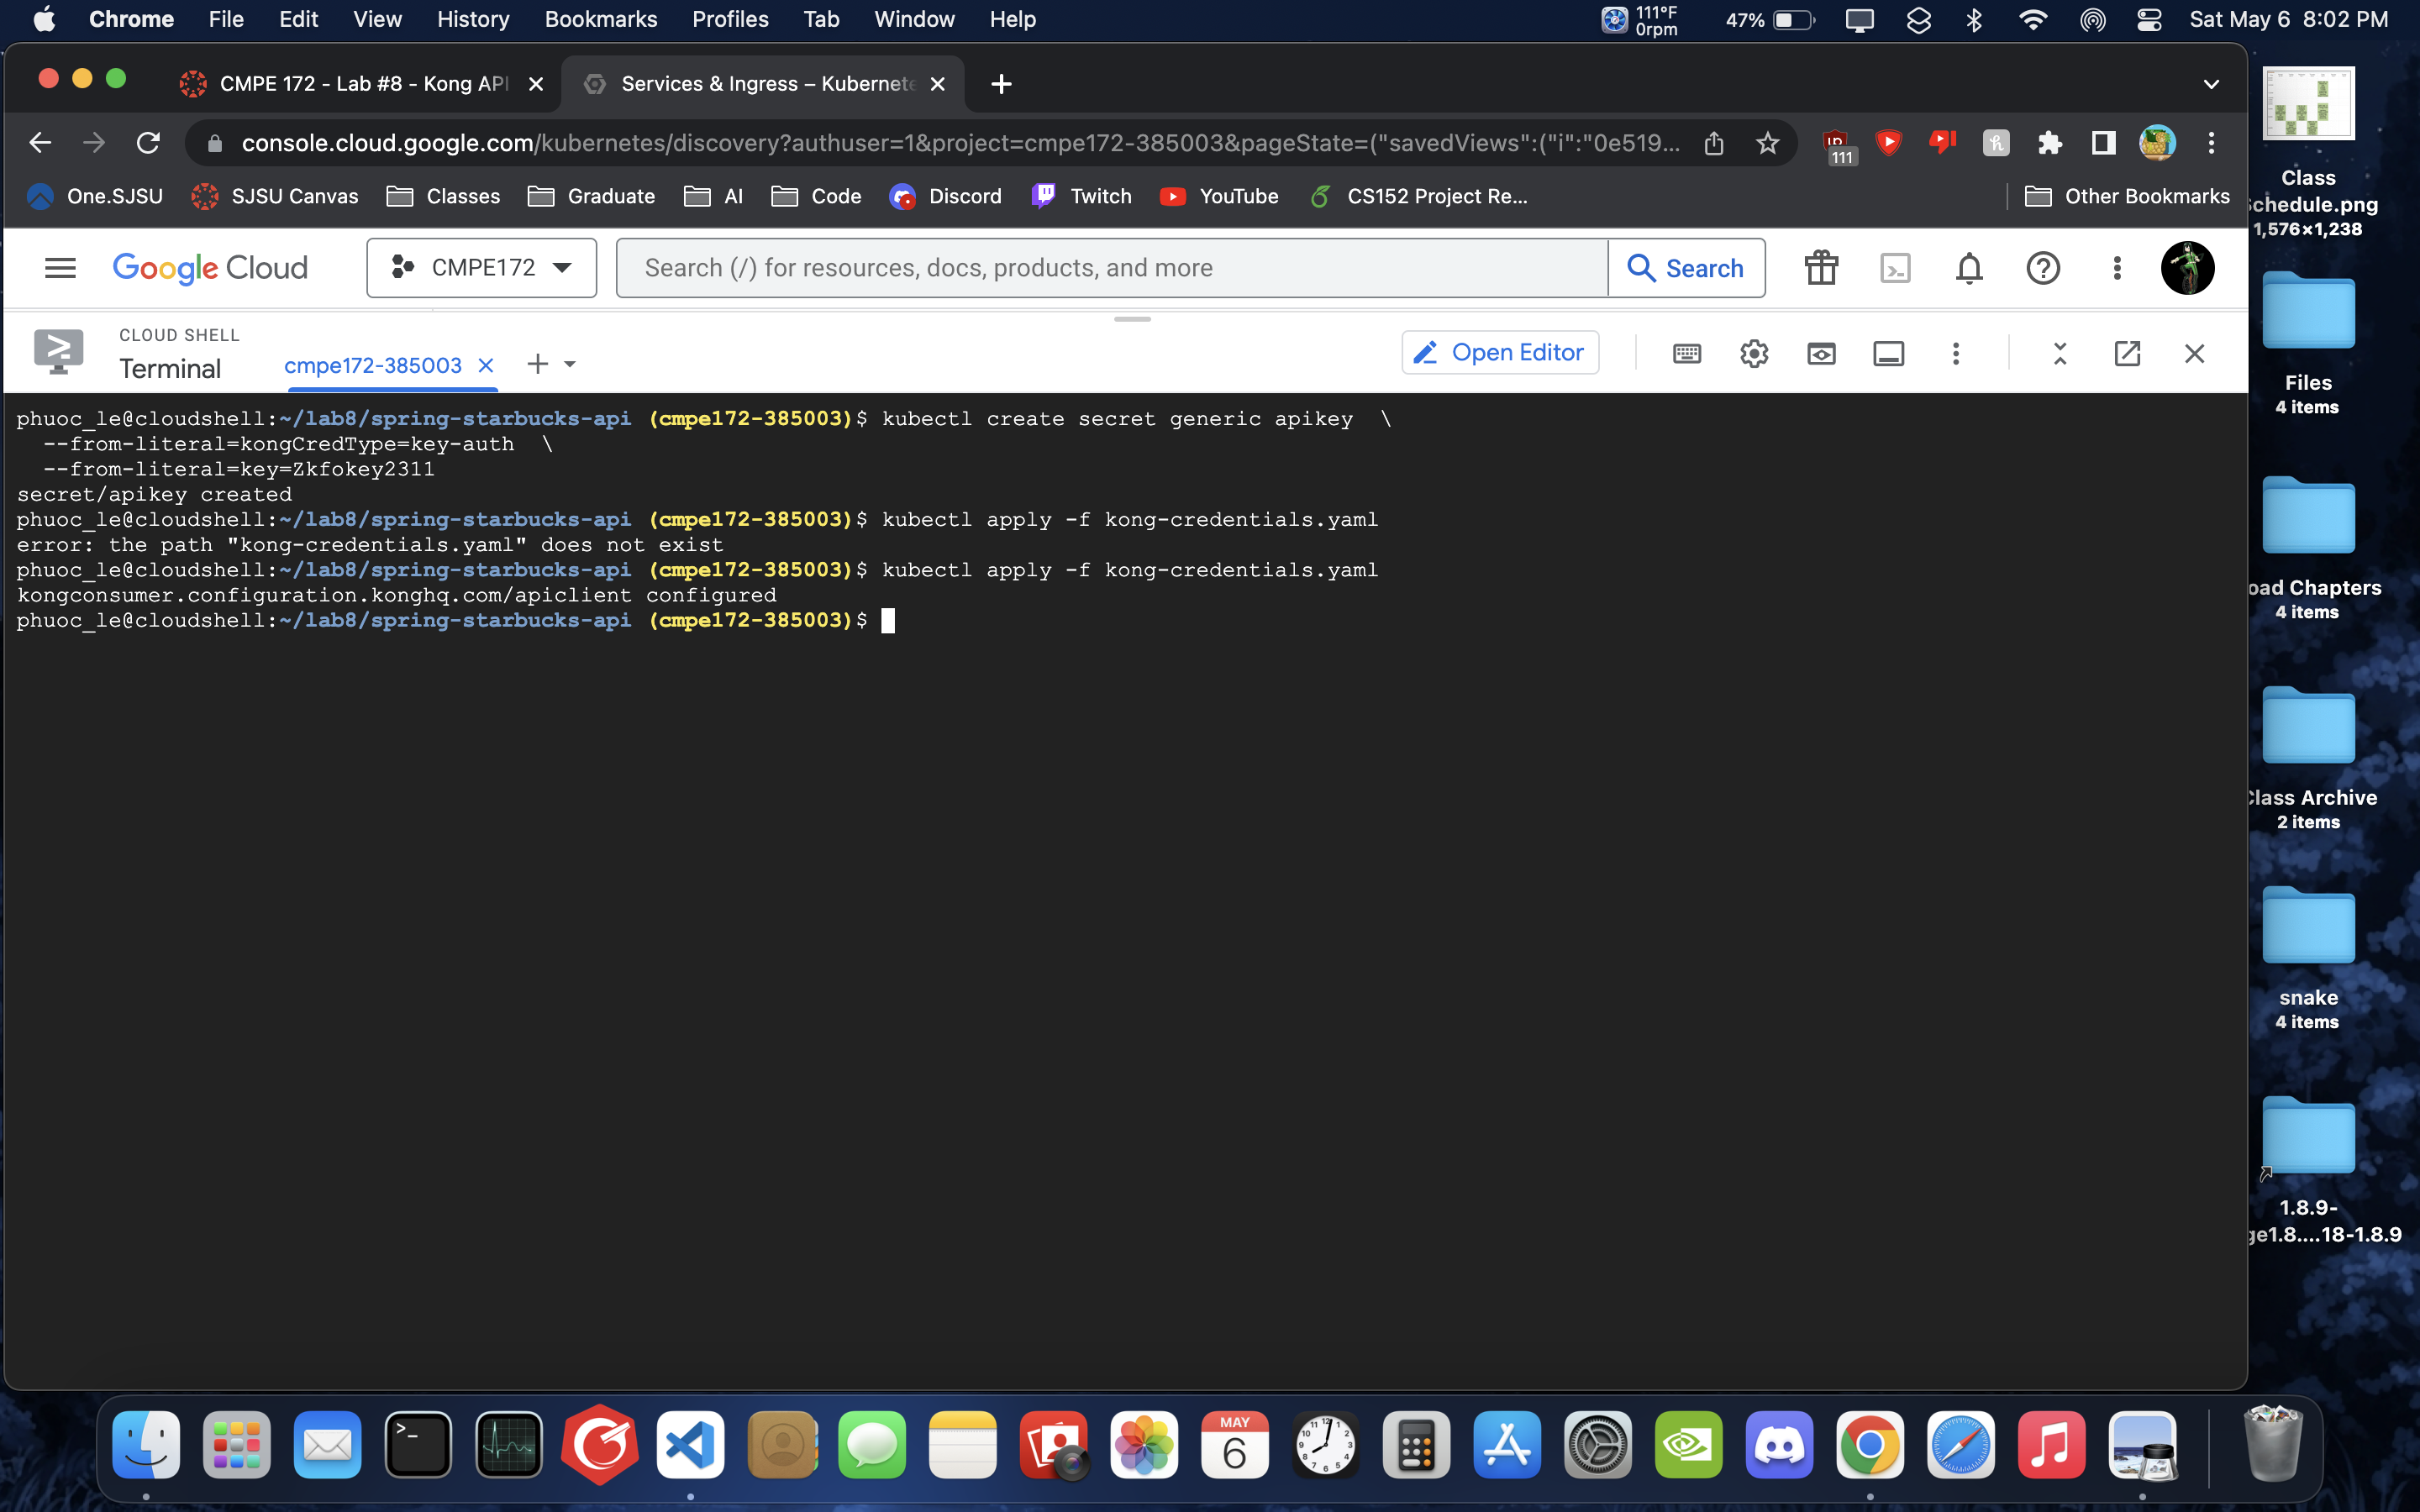 Chrome File Edit View History Bookmarks Profiles Tab Window Help 111°F 0rpm 47% Sat May 6 8:02 PM
CMPE 172 - Lab #8 - Kong API Services & Ingress – Kubernete
console.cloud.google.com/kubernetes/discovery?authuser=1&project=cmpe172-385003&pageState=("savedViews":("i":"0e519... 111
One.SJSU SJSU Canvas Classes Graduate AI Code Discord Twitch YouTube CS152 Project Re... Other Bookmarks
Google Cloud CMPE172 Search (/) for resources, docs, products, and more Search
CLOUD SHELL
Terminal cmpe172-385003 Open Editor
phuoc_le@cloudshell:~/lab8/spring-starbucks-api (cmpe172-385003)$ kubectl create secret generic apikey \
--from-literal=kongCredType=key-auth \
--from-literal=key=Zkfokey2311
secret/apikey created
phuoc_le@cloudshell:~/lab8/spring-starbucks-api (cmpe172-385003)$ kubectl apply -f kong-credentials.yaml
error: the path "kong-credentials.yaml" does not exist
phuoc_le@cloudshell:~/lab8/spring-starbucks-api (cmpe172-385003)$ kubectl apply -f kong-credentials.yaml
kongconsumer.configuration.konghq.com/apiclient configured
phuoc_le@cloudshell:~/lab8/spring-starbucks-api (cmpe172-385003)$
Class
chedule.png
1,576×1,238
Files
4 items
oad Chapters
4 items
Class Archive
2 items
snake
4 items
1.8.9-
ge1.8....18-1.8.9
MAY
6